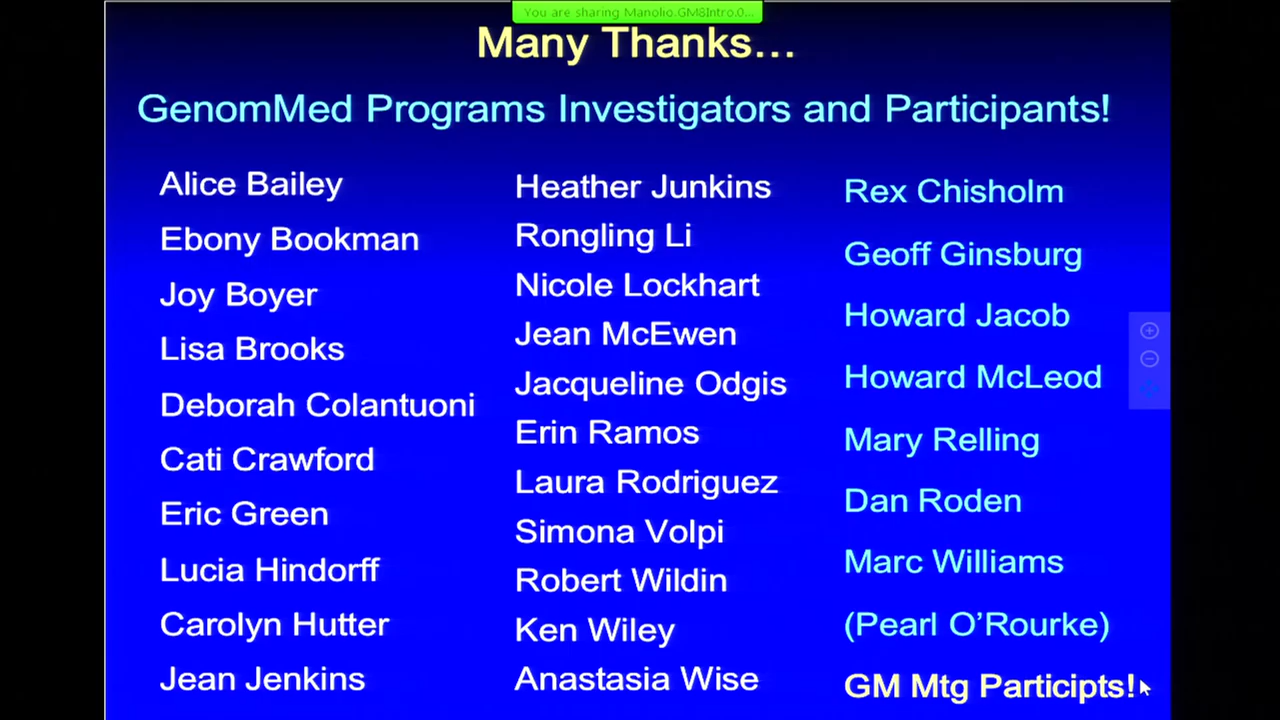 You are sharing Manolio.GM8Intro.0...
Many Thanks...
GenomMed Programs Investigators and Participants!
Alice Bailey
Ebony Bookman
Joy Boyer
Lisa Brooks
Deborah Colantuoni
Cati Crawford
Eric Green
Lucia Hindorff
Carolyn Hutter
Jean Jenkins
Heather Junkins
Rongling Li
Nicole Lockhart
Jean McEwen
Jacqueline Odgis
Erin Ramos
Laura Rodriguez
Simona Volpi
Robert Wildin
Ken Wiley
Anastasia Wise
Rex Chisholm
Geoff Ginsburg
Howard Jacob
Howard McLeod
Mary Relling
Dan Roden
Marc Williams
(Pearl O'Rourke)
GM Mtg Particpts!